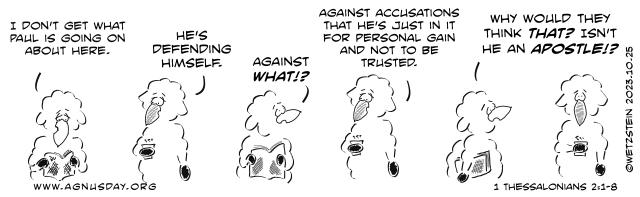 I DON'T GET WHAT
PAUL IS GOING ON
ABOUT HERE.
HE'S
DEFENDING
HIMSELF.
AGAINST
WHAT!?
AGAINST ACCUSATIONS
THAT HE'S JUST IN IT
FOR PERSONAL GAIN
AND NOT TO BE
TRUSTED.
WHY WOULD THEY
THINK THAT? ISN'T
HE AN APOSTLE!?
©WETZSTEIN 2023.10.25
WWW.AGNUSDAY.ORG
1 THESSALONIANS 2:1-8